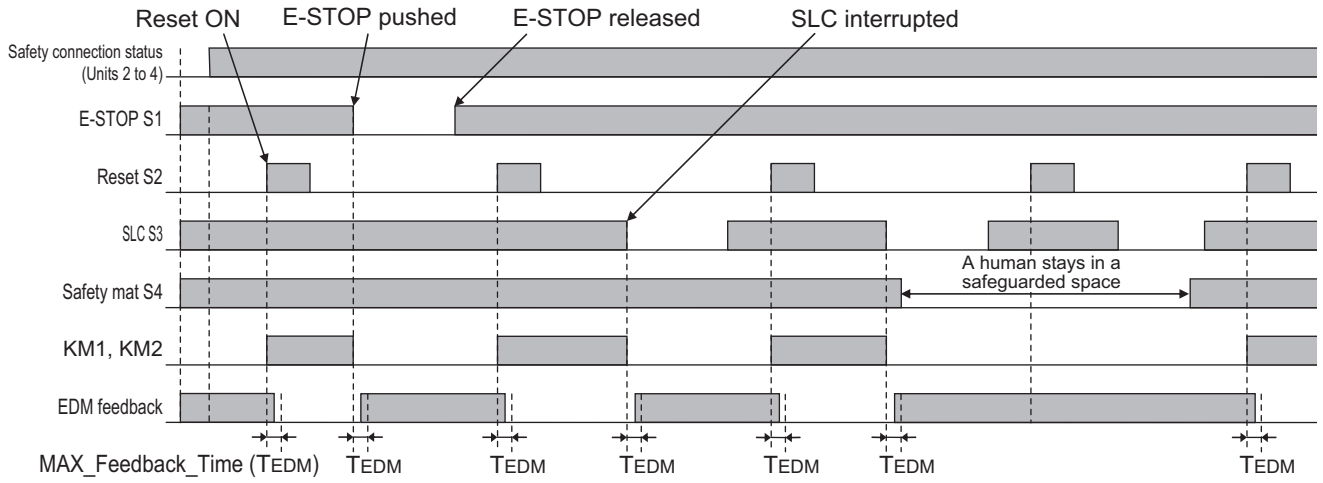 Reset ON
E-STOP pushed
E-STOP released
SLC interrupted
Safety connection status
(Units 2 to 4)
E-STOP S1
Reset S2
SLC S3
A human stays in a
safeguarded space
Safety mat S4
KM1, KM2
EDM feedback
MAX_Feedback_Time (TEDM)
TEDM
TEDM
TEDM
TEDM
TEDM
TEDM